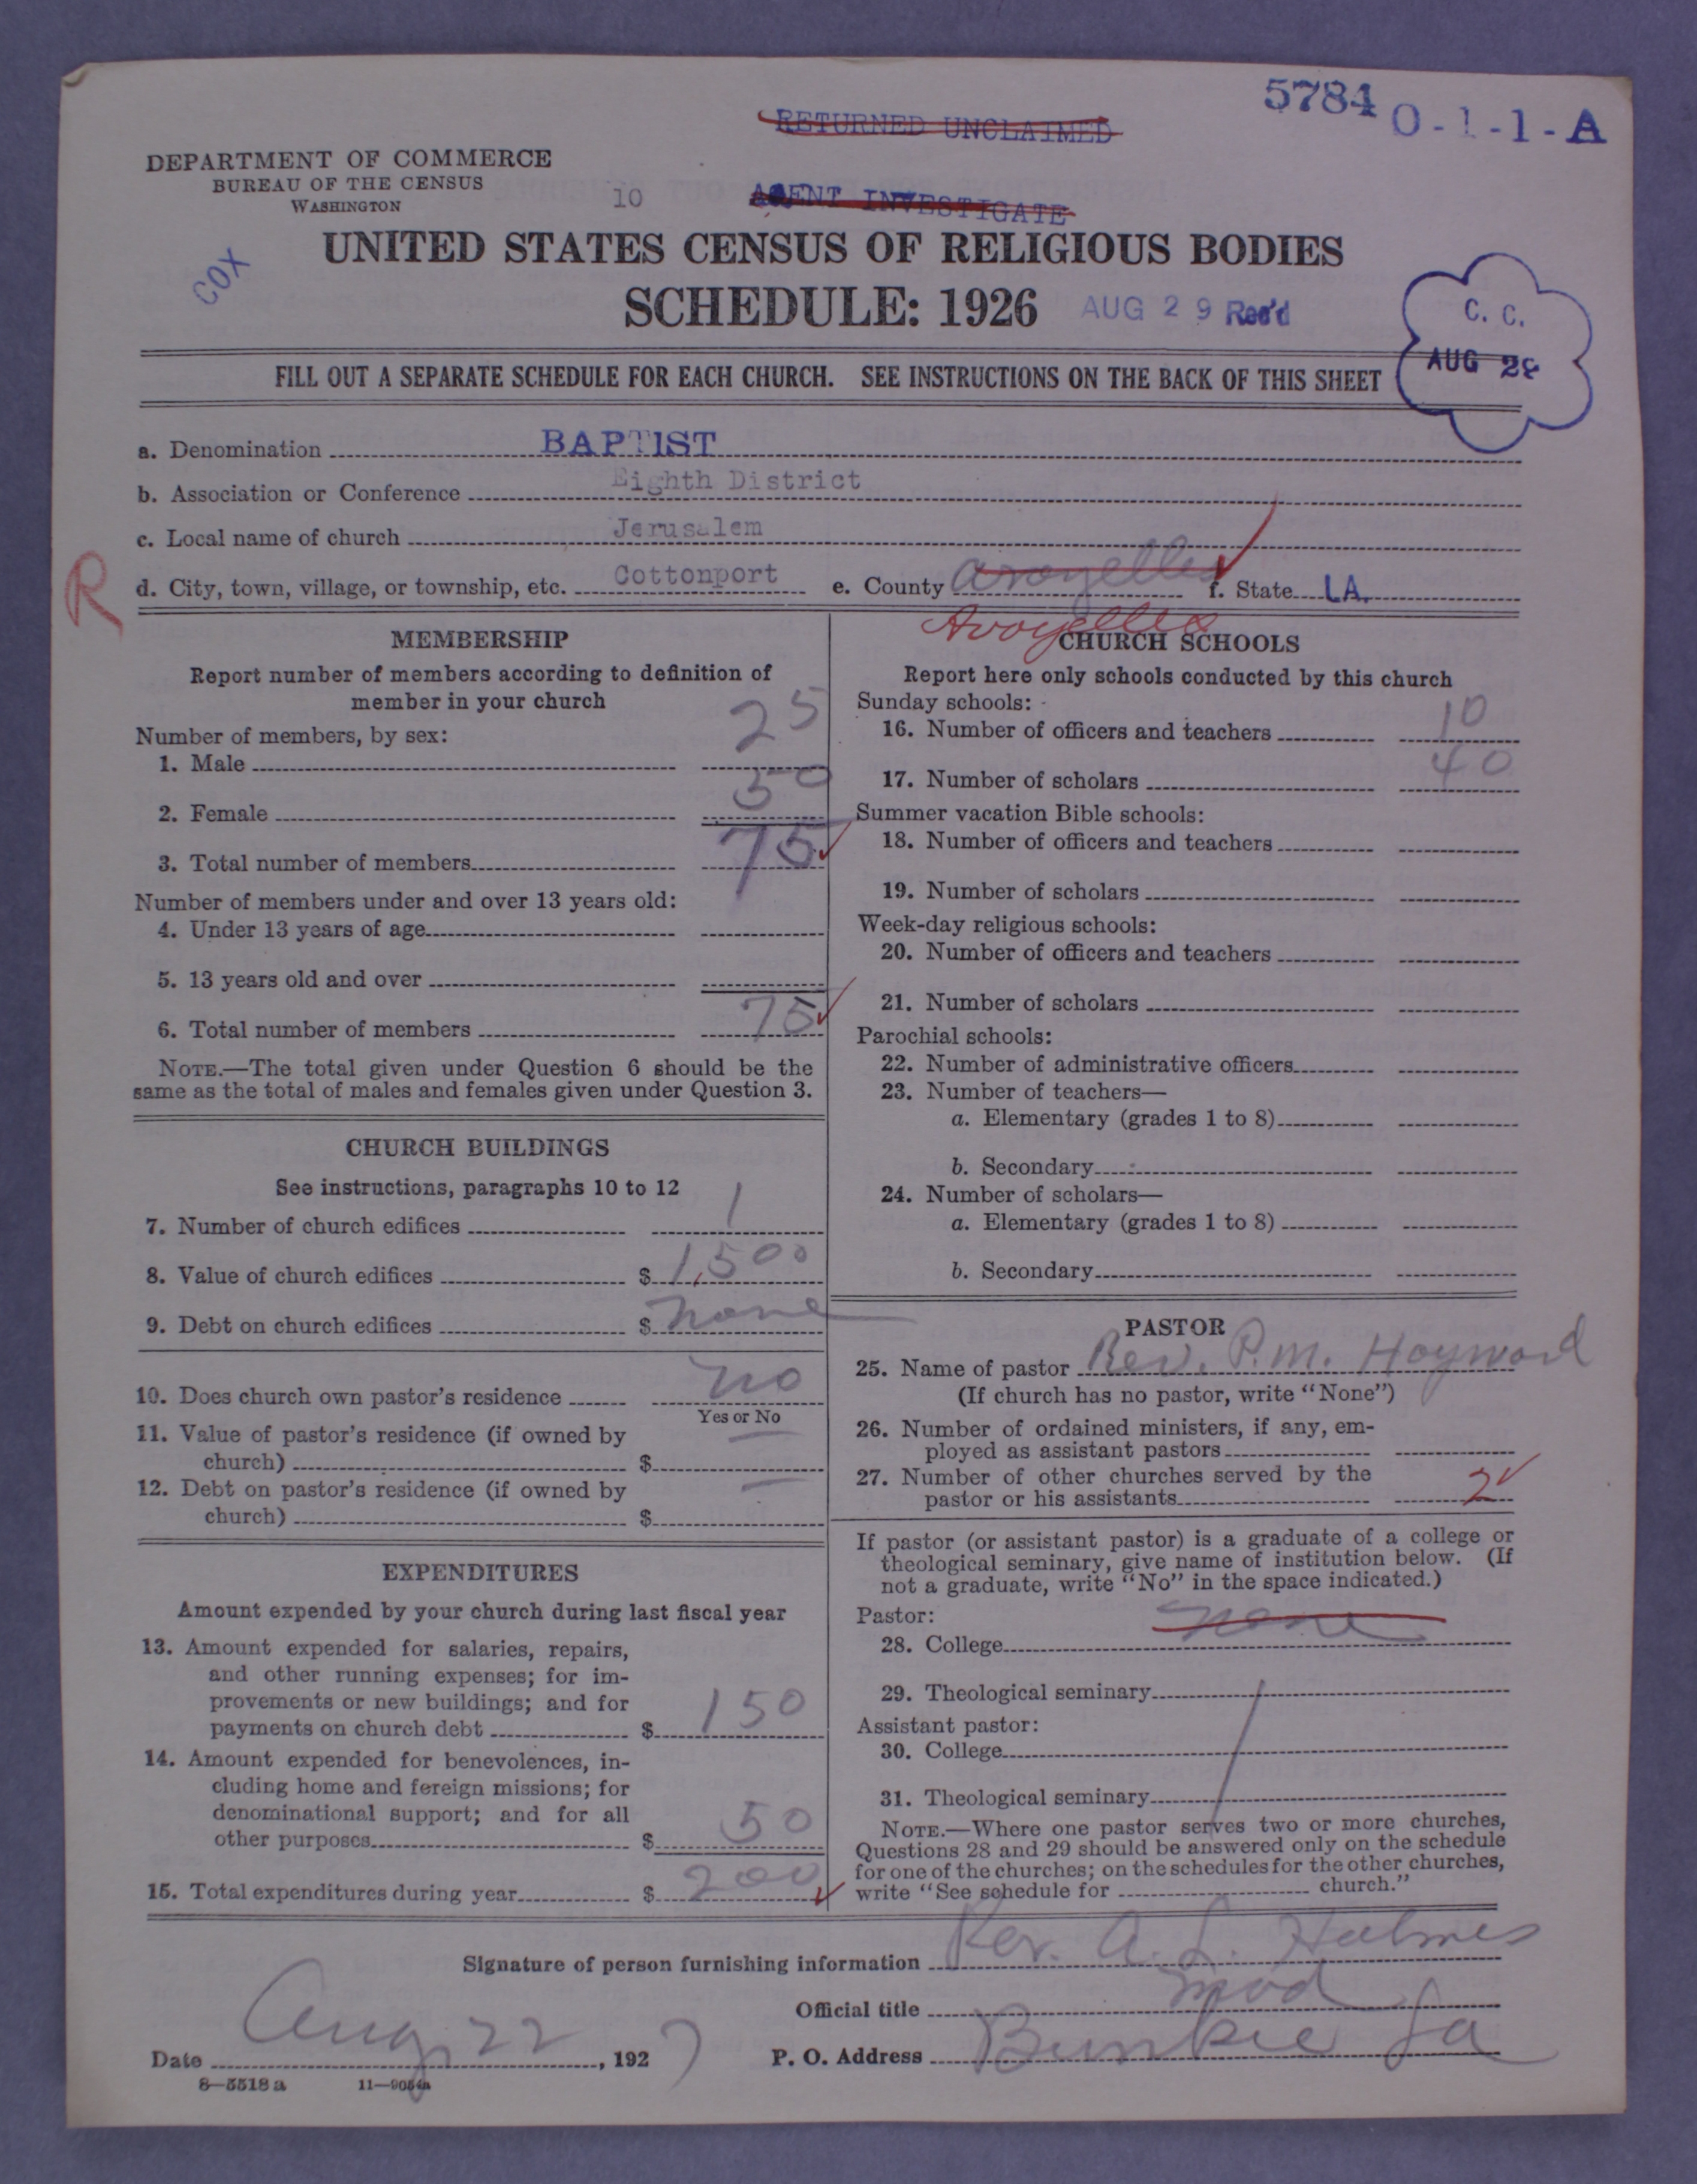 5784 O-1-1-A
RETURNED UNCLAIMED
DEPARTMENT OF COMMERCE
BUREAU OF THE CENSUS
WASHINGTON
10
AGENT INVESTIGATE
COX
UNITED STATES CENSUS OF RELIGIOUS BODIES
SCHEDULE: 1926
AUG 29 Rec'd
C. C.
AUG 29
FILL OUT A SEPARATE SCHEDULE FOR EACH CHURCH. SEE INSTRUCTIONS ON THE BACK OF THIS SHEET
a. Denomination BAPTIST
b. Association or Conference Eighth District
c. Local name of church Jerusalem
R
d. City, town, village, or township, etc. Cottonport e. County Avoyelles f. State LA.
Avoyelles
MEMBERSHIP
Report number of members according to definition of
member in your church
Number of members, by sex:
1. Male 25
2. Female 50
3. Total number of members 75
Number of members under and over 13 years old:
4. Under 13 years of age
5. 13 years old and over
6. Total number of members 75
NOTE.—The total given under Question 6 should be the
same as the total of males and females given under Question 3.
CHURCH BUILDINGS
See instructions, paragraphs 10 to 12
7. Number of church edifices 1
8. Value of church edifices $ 1,500
9. Debt on church edifices $ none
10. Does church own pastor's residence no
Yes or No
11. Value of pastor's residence (if owned by
church) $ —
12. Debt on pastor's residence (if owned by
church) $ —
EXPENDITURES
Amount expended by your church during last fiscal year
13. Amount expended for salaries, repairs,
and other running expenses; for im-
provements or new buildings; and for
payments on church debt $ 150
14. Amount expended for benevolences, in-
cluding home and foreign missions; for
denominational support; and for all
other purposes $ 50
15. Total expenditures during year $ 200
CHURCH SCHOOLS
Report here only schools conducted by this church
Sunday schools:
16. Number of officers and teachers 10
17. Number of scholars 40
Summer vacation Bible schools:
18. Number of officers and teachers
19. Number of scholars
Week-day religious schools:
20. Number of officers and teachers
21. Number of scholars
Parochial schools:
22. Number of administrative officers
23. Number of teachers—
a. Elementary (grades 1 to 8)
b. Secondary
24. Number of scholars—
a. Elementary (grades 1 to 8)
b. Secondary
PASTOR
25. Name of pastor Rev. P.M. Hayward
(If church has no pastor, write "None")
26. Number of ordained ministers, if any, em-
ployed as assistant pastors
27. Number of other churches served by the
pastor or his assistants 2
If pastor (or assistant pastor) is a graduate of a college or
theological seminary, give name of institution below. (If
not a graduate, write "No" in the space indicated.)
Pastor:
28. College none
29. Theological seminary
Assistant pastor:
30. College
31. Theological seminary
NOTE.—Where one pastor serves two or more churches,
Questions 28 and 29 should be answered only on the schedule
for one of the churches; on the schedules for the other churches,
write "See schedule for church."
Signature of person furnishing information Rev. A. L. Holmes
Official title Mod
Date Aug 22, 1927 P. O. Address Bunkie La
8—5518a 11—9054a